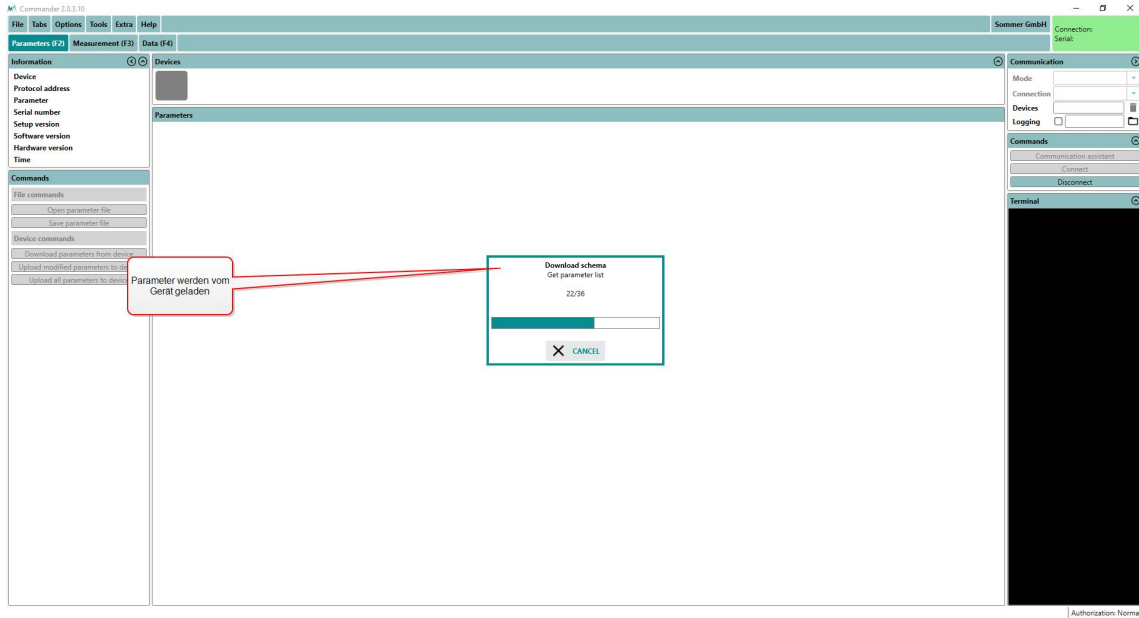 Commander 2.0.3.10
File Tabs Options Tools Extra Help
Sommer GmbH
Connection:
Serial:
Parameters (F2) Measurement (F3) Data (F4)
Information
Device
Protocol address
Parameter
Serial number
Setup version
Software version
Hardware version
Time
Commands
File commands
Open parameter file
Save parameter file
Device commands
Download parameters from device
Upload modified parameters to de
Upload all parameters to device
Devices
Parameters
Parameter werden vom
Gerät geladen
Download schema
Get parameter list
22/36
CANCEL
Communication
Mode
Connection
Devices
Logging
Commands
Communication assistant
Connect
Disconnect
Terminal
Authorization: Norma